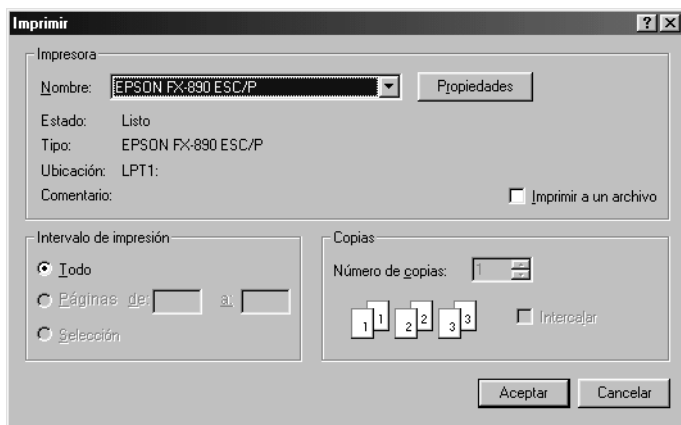 Imprimir
Impresora
Nombre: EPSON FX-890 ESC/P Propiedades
Estado: Listo
Tipo: EPSON FX-890 ESC/P
Ubicación: LPT1:
Comentario: Imprimir a un archivo
Intervalo de impresión
Todo
Páginas de: a:
Selección
Copias
Número de copias: 1
1 1 2 2 3 3 Intercalar
Aceptar Cancelar